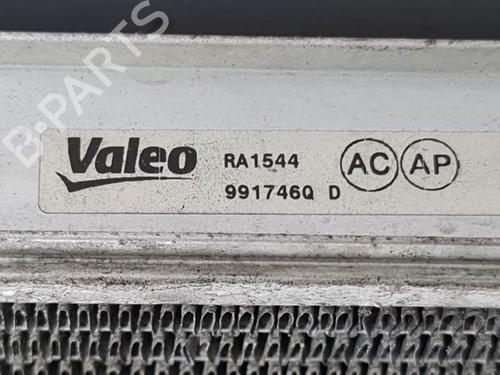 B-PARTS
Valeo
RA1544
991746Q D
AC AP